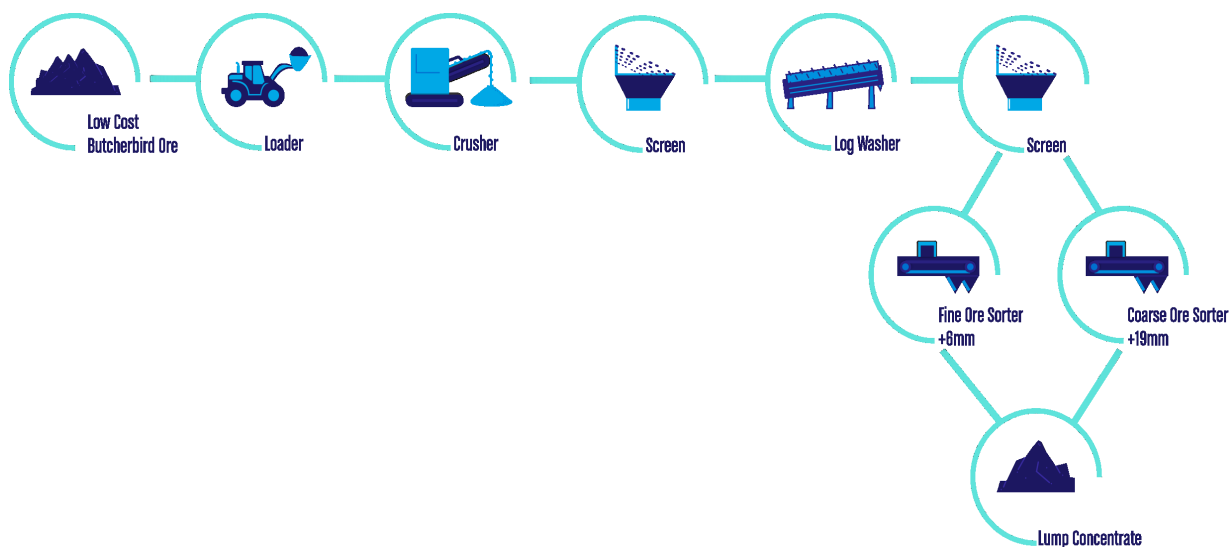 Low Cost
Butcherbird Ore
Loader
Crusher
Screen
Log Washer
Screen
Fine Ore Sorter
+6mm
Coarse Ore Sorter
+19mm
Lump Concentrate